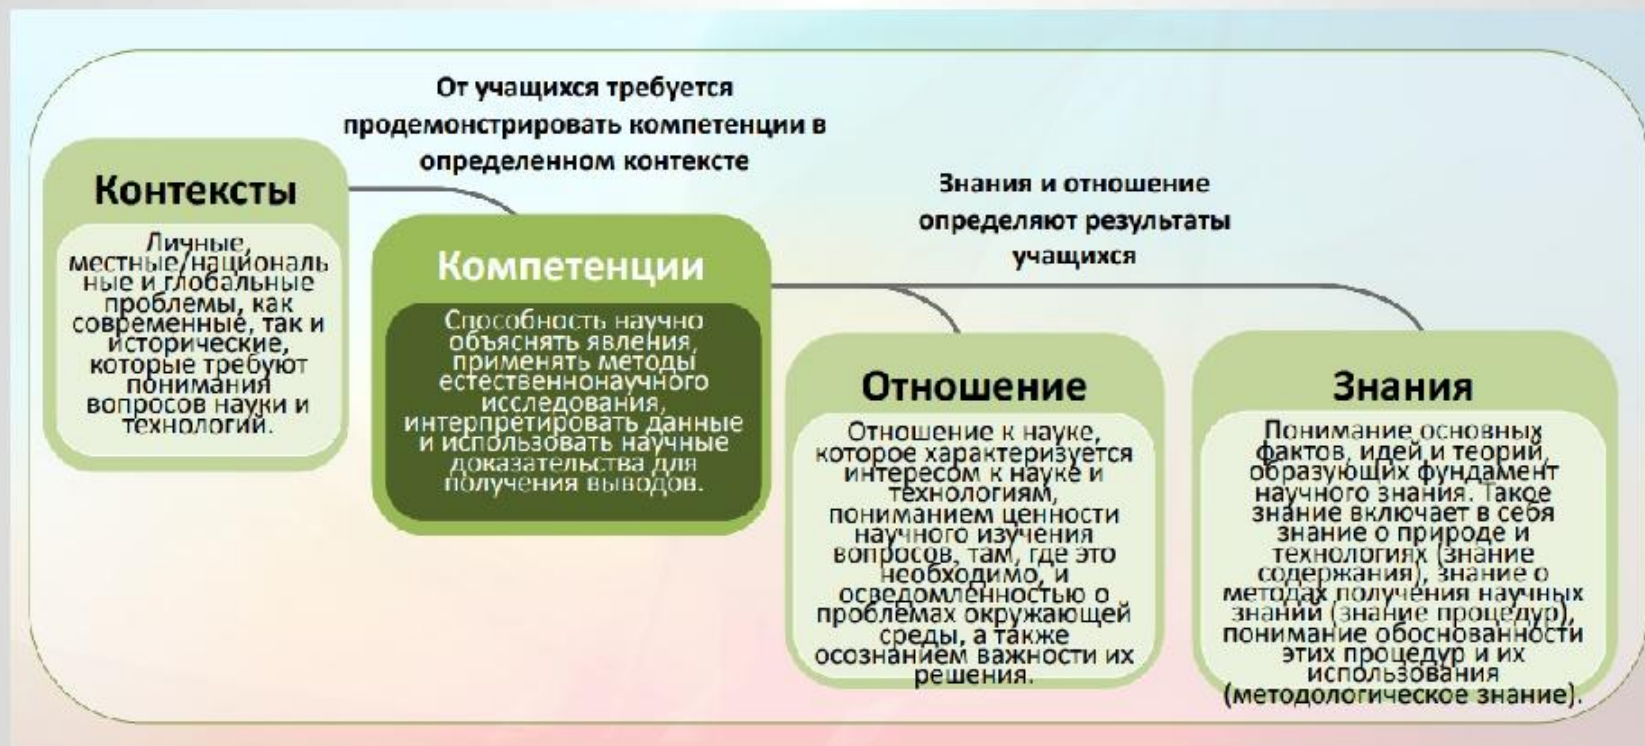 От учащихся требуется
продемонстрировать компетенции в
определенном контексте
Контексты
Личные,
местные/националь
ные и глобальные
проблемы, как
современные, так и
исторические,
которые требуют
понимания
вопросов науки и
технологий.
Компетенции
Способность научно
объяснять явления,
применять методы
естественнонаучного
исследования,
интерпретировать данные
и использовать научные
доказательства для
получения выводов.
Знания и отношение
определяют результаты
учащихся
Отношение
Отношение к науке,
которое характеризуется
интересом к науке и
технологиям,
пониманием ценности
научного изучения
вопросов, там, где это
необходимо, и
осведомленностью о
проблемах окружающей
среды, а также
осознанием важности их
решения.
Знания
Понимание основных
фактов, идей и теорий,
образующих фундамент
научного знания. Такое
знание включает в себя
знание о природе и
технологиях (знание
содержания), знание о
методах получения научных
знаний (знание процедур),
понимание обоснованности
этих процедур и их
использования
(методологическое знание).